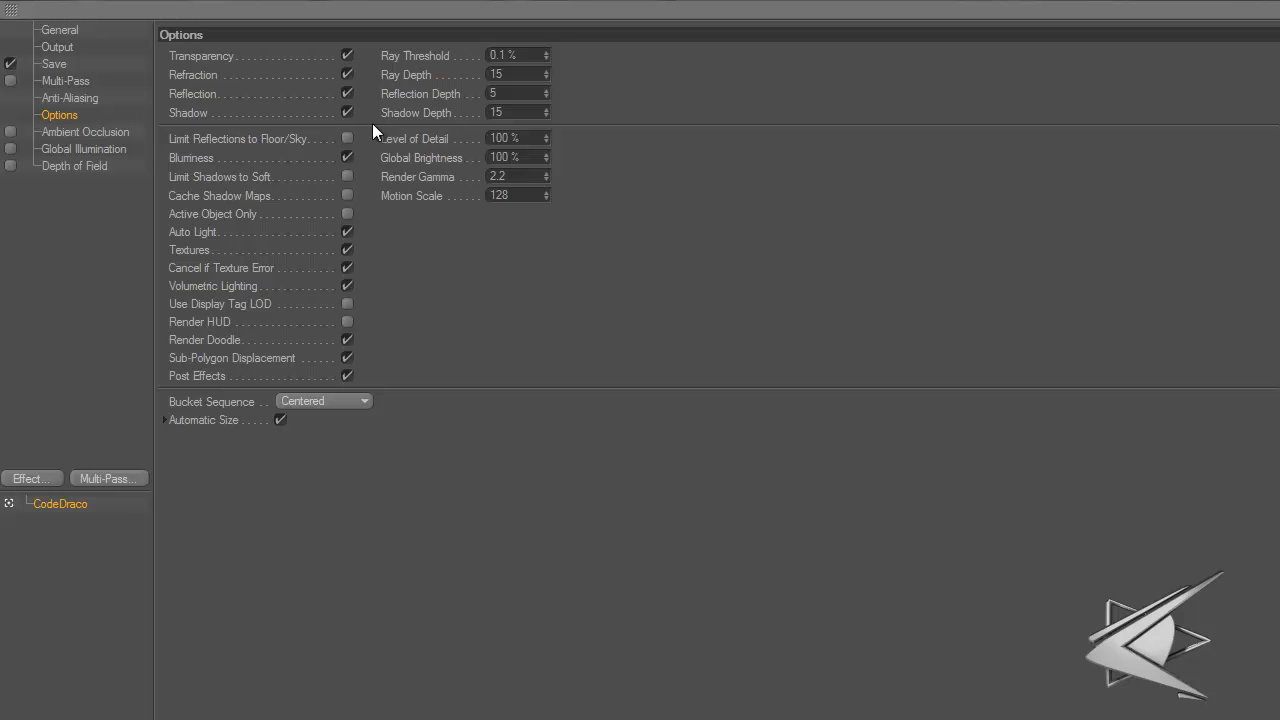 General
Output
Save
Multi-Pass
Anti-Aliasing
Options
Ambient Occlusion
Global Illumination
Depth of Field
Effect...
Multi-Pass...
CodeDraco
Options
Transparency
Ray Threshold
0.1 %
Refraction
Ray Depth
15
Reflection
Reflection Depth
5
Shadow
Shadow Depth
15
Limit Reflections to Floor/Sky
Level of Detail
100 %
Blurriness
Global Brightness
100 %
Limit Shadows to Soft
Render Gamma
2.2
Cache Shadow Maps
Motion Scale
128
Active Object Only
Auto Light
Textures
Cancel if Texture Error
Volumetric Lighting
Use Display Tag LOD
Render HUD
Render Doodle
Sub-Polygon Displacement
Post Effects
Bucket Sequence
Centered
Automatic Size